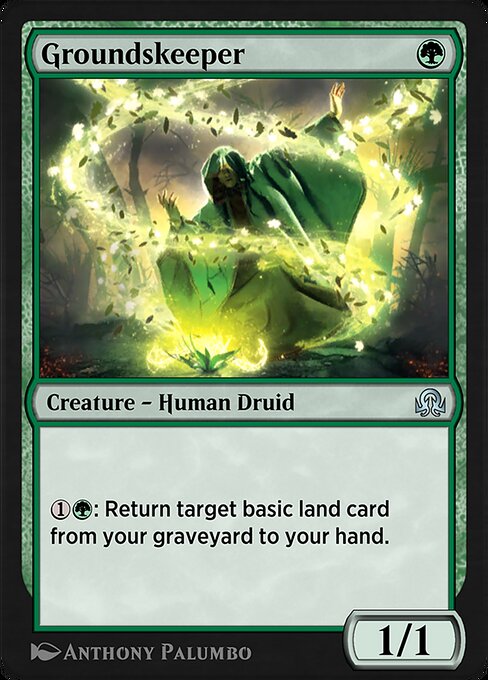 Groundskeeper
Creature – Human Druid
1: Return target basic land card
from your graveyard to your hand.
1/1
Anthony Palumbo